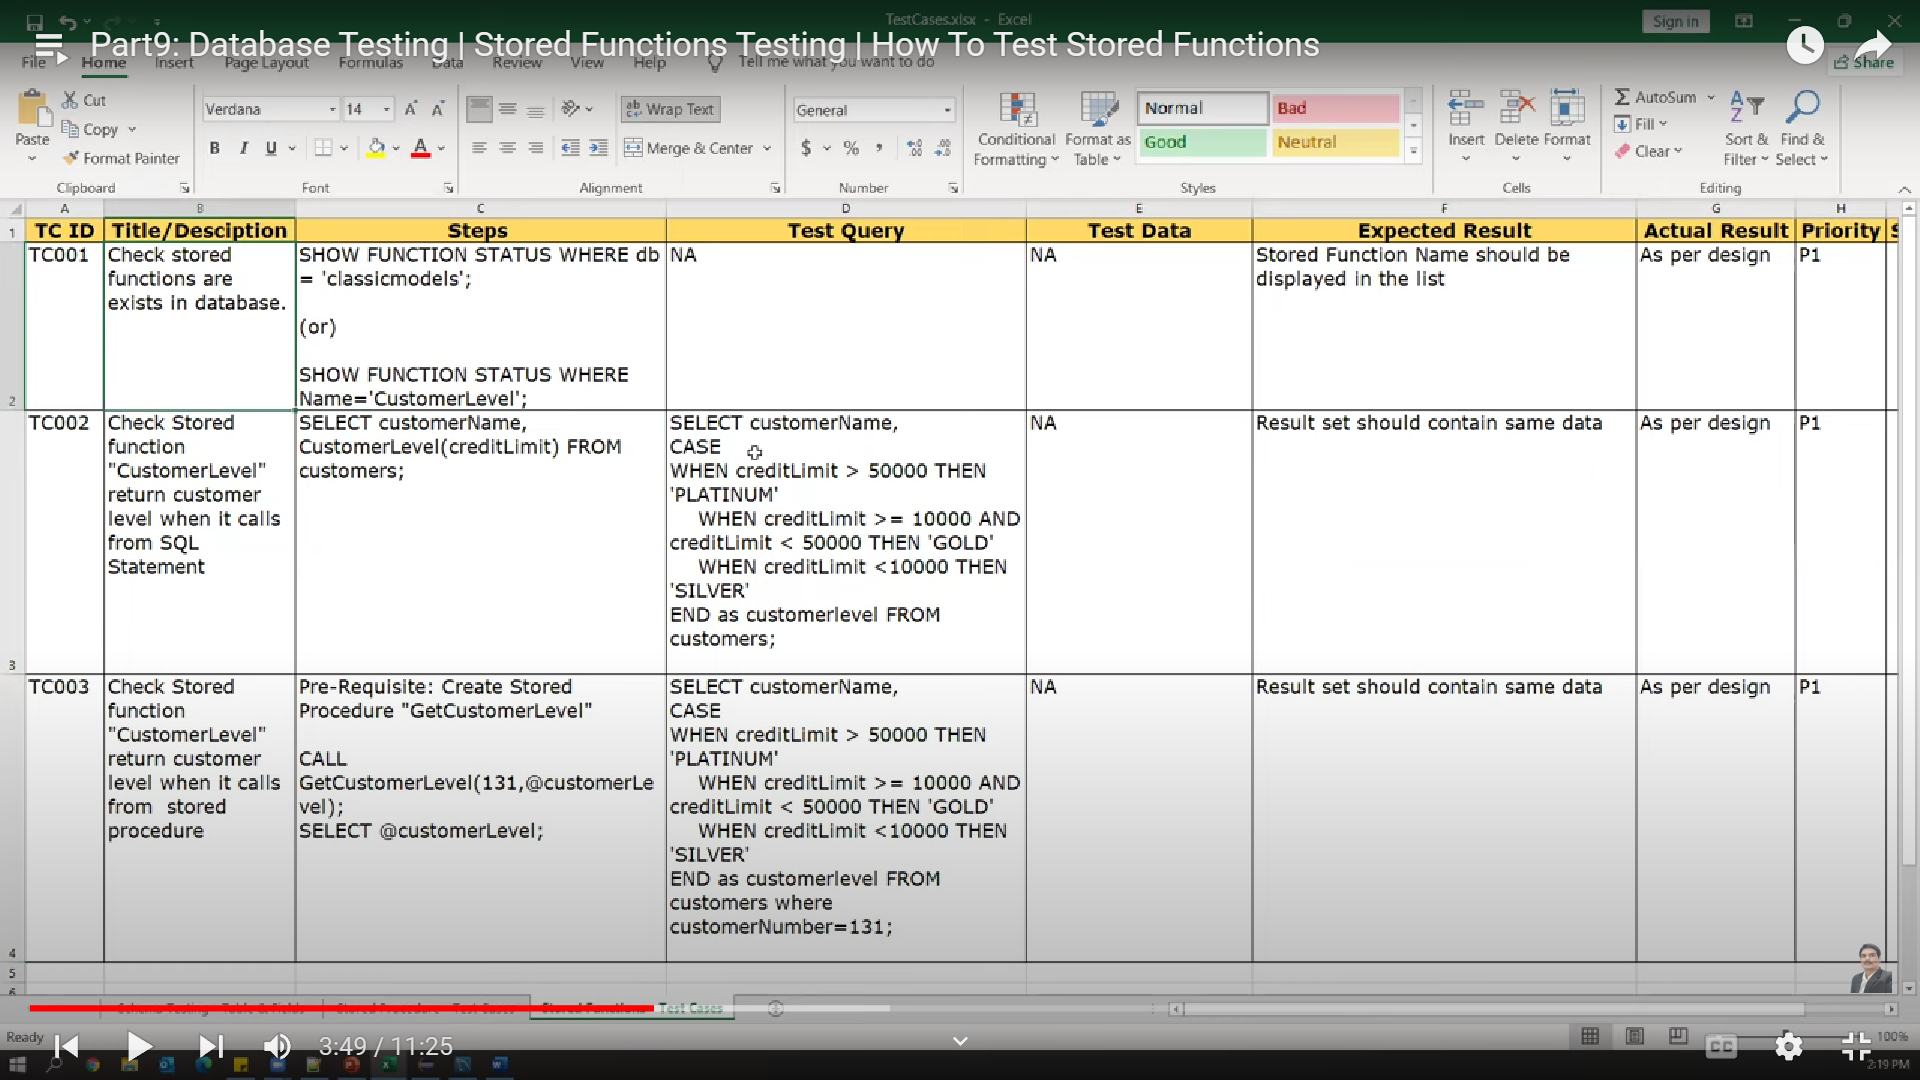 TestCases.xlsx - Excel
Sign in
Part9: Database Testing | Stored Functions Testing | How To Test Stored Functions
File Home Insert Page Layout Formulas Data Review View Help Tell me what you want to do
Share
Cut
Copy
Format Painter
Paste
Clipboard
Verdana 14
B I U
Font
Wrap Text
Merge & Center
Alignment
General
$ %
Number
Conditional Formatting
Format as Table
Normal Bad
Good Neutral
Styles
Insert Delete Format
Cells
AutoSum
Fill
Clear
Sort & Filter
Find & Select
Editing
A B C D E F G H
1 TC ID Title/Desciption Steps Test Query Test Data Expected Result Actual Result Priority S
TC001
Check stored
functions are
exists in database.
SHOW FUNCTION STATUS WHERE db
= 'classicmodels';
(or)
SHOW FUNCTION STATUS WHERE
Name='CustomerLevel';
NA
NA
Stored Function Name should be
displayed in the list
As per design
P1
2
TC002
Check Stored
function
"CustomerLevel"
return customer
level when it calls
from SQL
Statement
SELECT customerName,
CustomerLevel(creditLimit) FROM
customers;
SELECT customerName,
CASE
WHEN creditLimit > 50000 THEN
'PLATINUM'
WHEN creditLimit >= 10000 AND
creditLimit < 50000 THEN 'GOLD'
WHEN creditLimit <10000 THEN
'SILVER'
END as customerlevel FROM
customers;
NA
Result set should contain same data
As per design
P1
3
TC003
Check Stored
function
"CustomerLevel"
return customer
level when it calls
from  stored
procedure
Pre-Requisite: Create Stored
Procedure "GetCustomerLevel"
CALL
GetCustomerLevel(131,@customerLe
vel);
SELECT @customerLevel;
SELECT customerName,
CASE
WHEN creditLimit > 50000 THEN
'PLATINUM'
WHEN creditLimit >= 10000 AND
creditLimit < 50000 THEN 'GOLD'
WHEN creditLimit <10000 THEN
'SILVER'
END as customerlevel FROM
customers where
customerNumber=131;
NA
Result set should contain same data
As per design
P1
4
5
6
Test Cases
Ready
3:49 / 11:25
CC
100%
2:19 PM